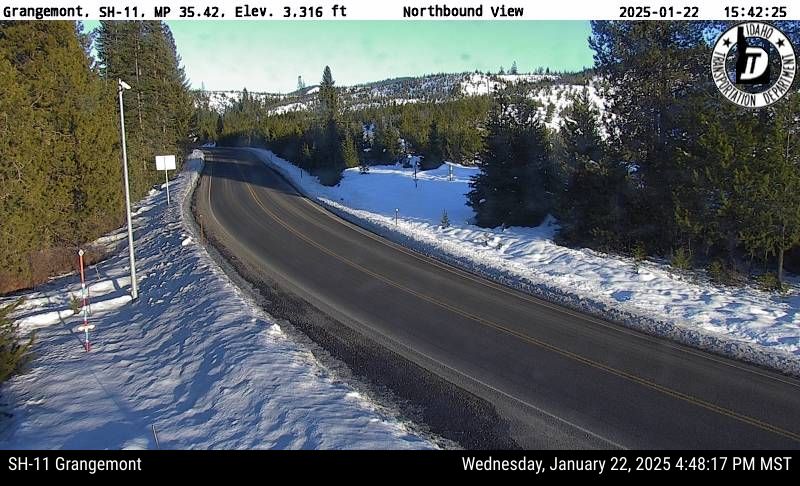 Grangemont, SH-11, MP 35.42, Elev. 3,316 ft Northbound View 2025-01-22 15:42:25
IDAHO
TRANSPORTATION DEPARTMENT
SH-11 Grangemont Wednesday, January 22, 2025 4:48:17 PM MST